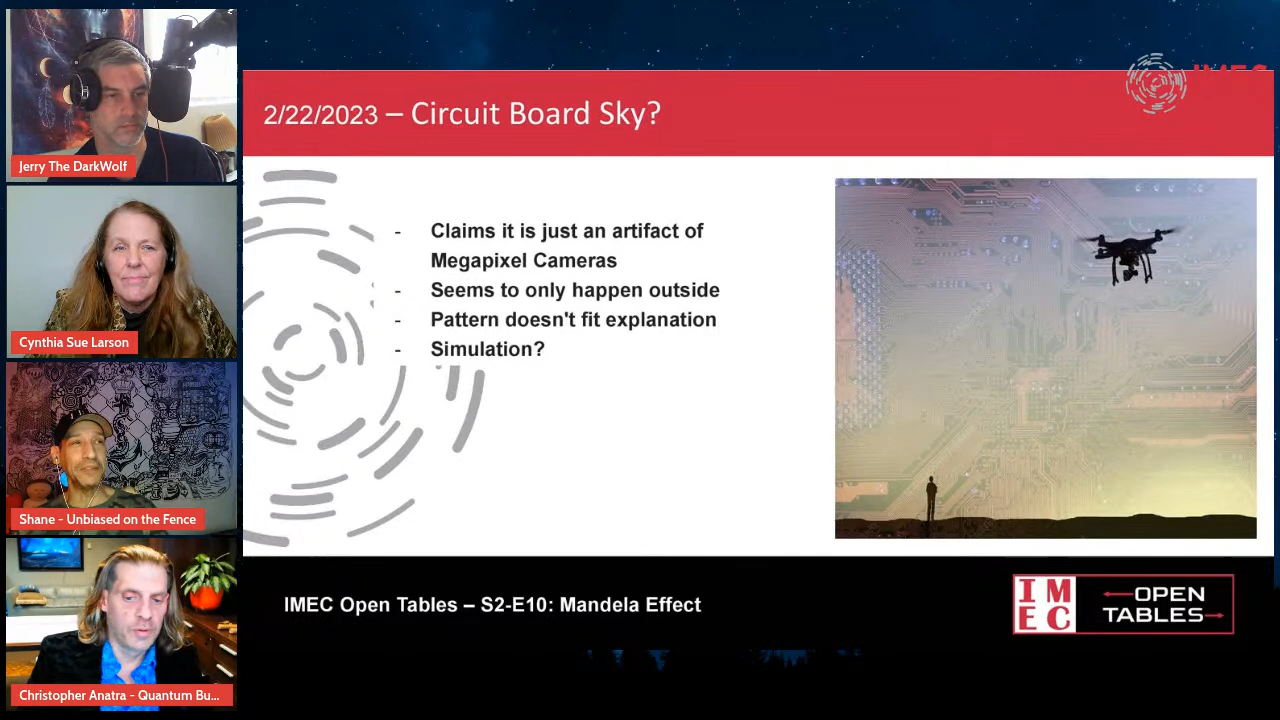 Jerry The DarkWolf
Cynthia Sue Larson
Shane - Unbiased on the Fence
Christopher Anatra - Quantum Bu...
2/22/2023 – Circuit Board Sky?
- Claims it is just an artifact of
Megapixel Cameras
- Seems to only happen outside
- Pattern doesn't fit explanation
- Simulation?
IMEC Open Tables – S2-E10: Mandela Effect
IM
EC
OPEN
TABLES